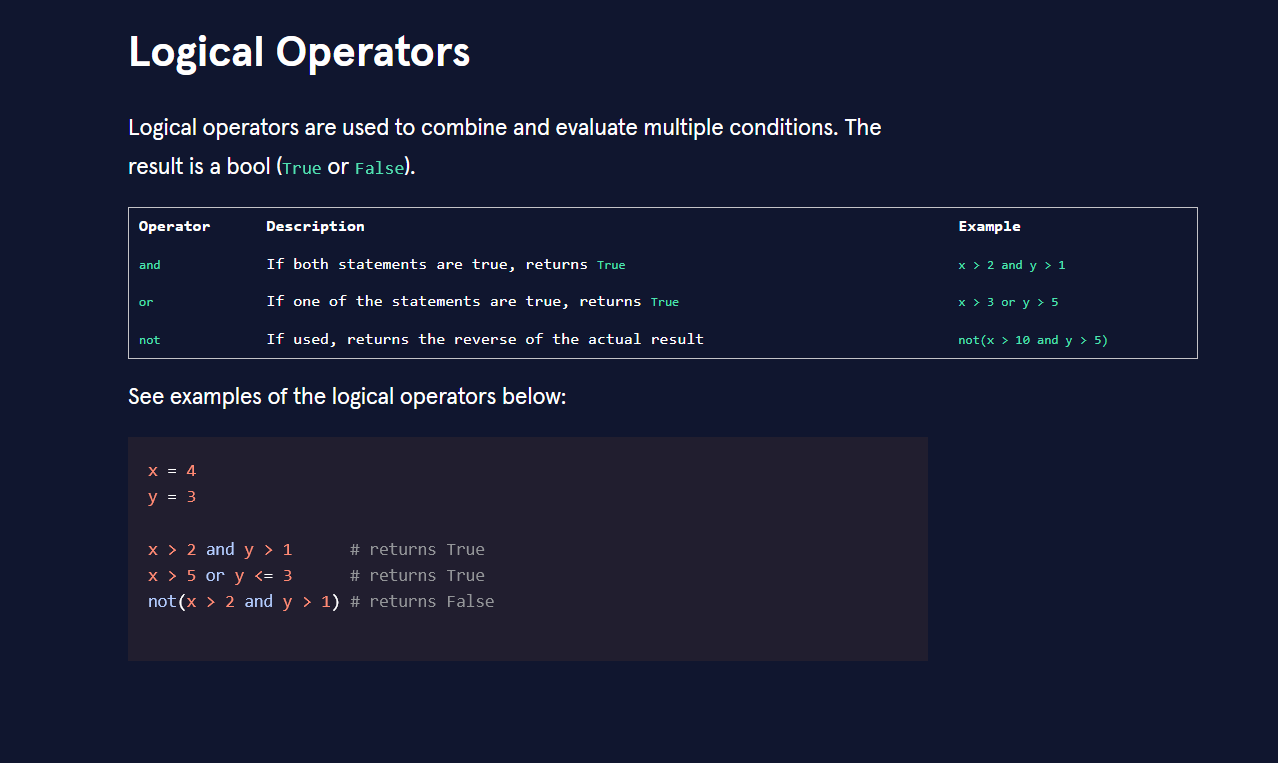 Logical Operators
Logical operators are used to combine and evaluate multiple conditions. The
result is a bool (True or False).
Operator Description Example
and If both statements are true, returns True x > 2 and y > 1
or If one of the statements are true, returns True x > 3 or y > 5
not If used, returns the reverse of the actual result not(x > 10 and y > 5)
See examples of the logical operators below:
x = 4
y = 3
x > 2 and y > 1 # returns True
x > 5 or y <= 3 # returns True
not(x > 2 and y > 1) # returns False